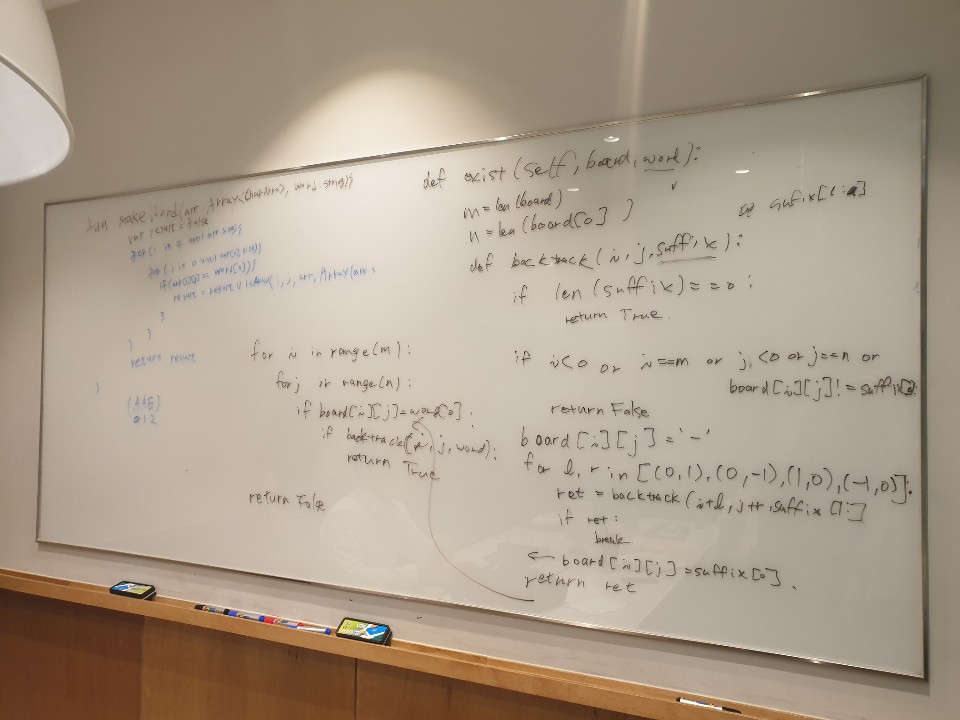 fun makeWord(arr: Array<CharArray>, word: string){
var result = false
for(i in 0 until arr.size){
for(j in 0 until arr[0].size){
if(arr[i][j] == word[0]){
result = result || isArray(i, j, arr, Array(arr.
}
} }
return result
}
(A A E)
0 1 2
def exist(self, board, word):
v
m = len(board)
n = len(board[0])
sufix[1:]
def backtrack(i, j, suffix):
if len(suffix)==0:
return True.
if i<0 or i==m or j<0 or j==n or
board[i][j]!=suffix[0]:
return False
board[i][j]='-'
for l, r in [(0,1),(0,-1),(1,0),(-1,0)]:
ret = backtrack(i+l, j+r, suffix[1:]
if ret:
break
← board[i][j]=suffix[0].
return ret
for i in range(m):
for j in range(n):
if board[i][j]=word[0]:
if backtrack(i, j, word):
return True
return False